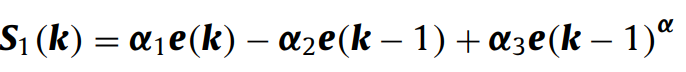 S₁(k) = α₁e(k) − α₂e(k − 1) + α₃e(k − 1)^α